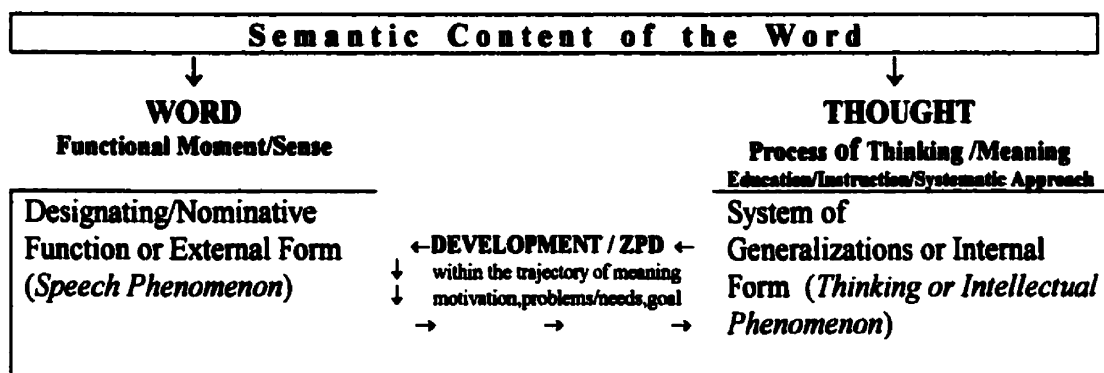 Semantic Content of the Word
↓ ↓
WORD
Functional Moment/Sense
THOUGHT
Process of Thinking /Meaning
Education/Instruction/Systematic Approach
Designating/Nominative
Function or External Form
(Speech Phenomenon)
←DEVELOPMENT / ZPD ←
↓ within the trajectory of meaning
↓ motivation,problems/needs,goal
→ → →
System of
Generalizations or Internal
Form (Thinking or Intellectual
Phenomenon)